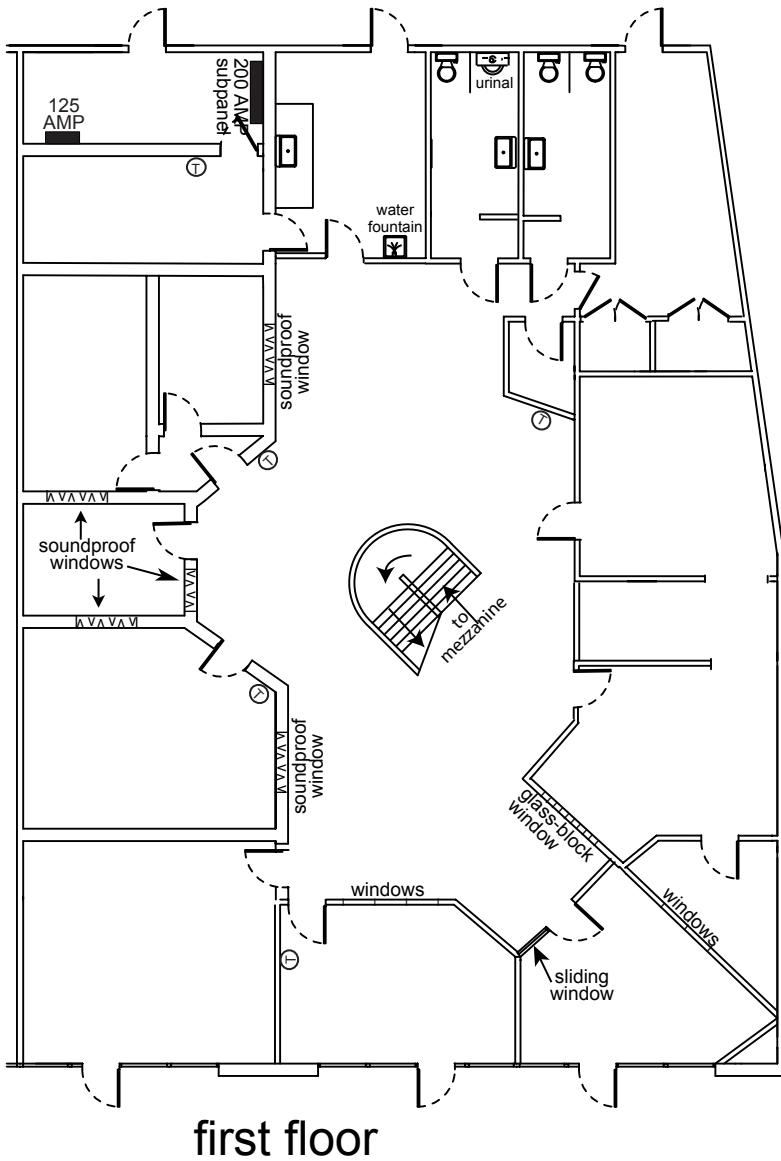 125
AMP
200 AMP
subpanel
urinal
T
water
fountain
soundproof
window
T
T
soundproof
windows
to
mezzanine
T
soundproof
window
glass-block
window
windows
windows
T
sliding
window
first floor